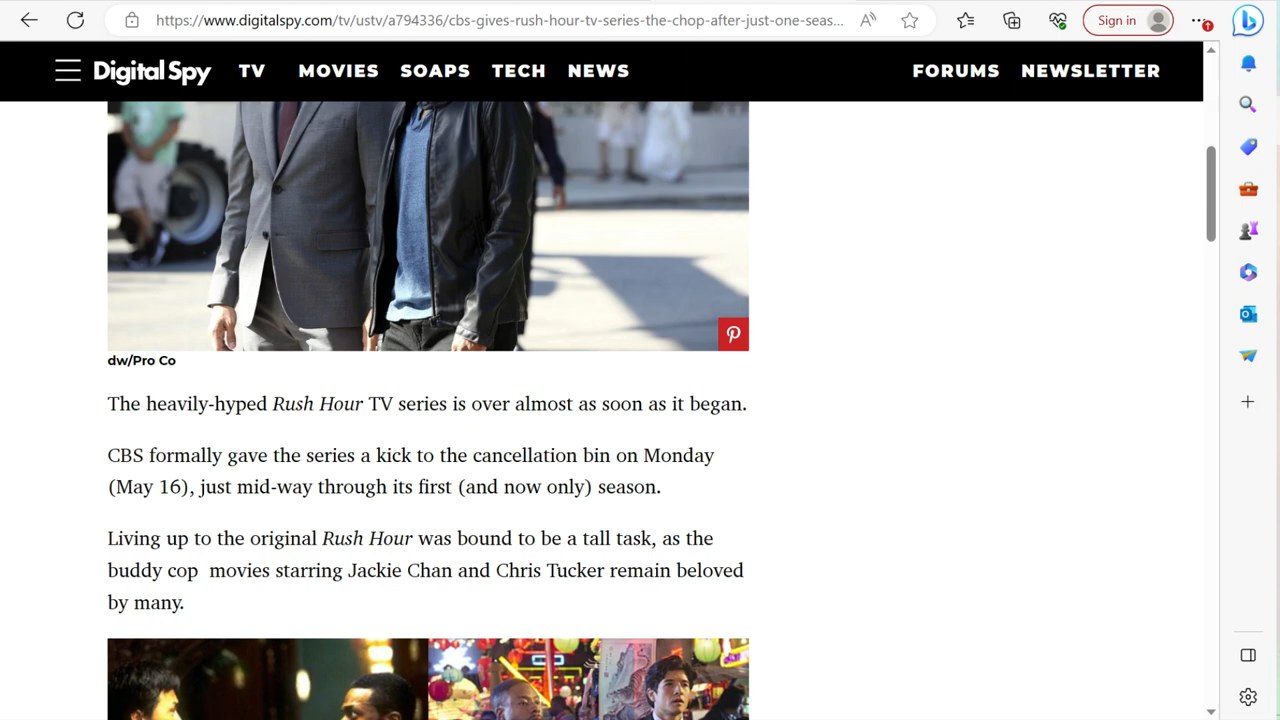 https://www.digitalspy.com/tv/ustv/a794336/cbs-gives-rush-hour-tv-series-the-chop-after-just-one-seas...
Sign in
Digital Spy TV MOVIES SOAPS TECH NEWS FORUMS NEWSLETTER
dw/Pro Co
The heavily-hyped Rush Hour TV series is over almost as soon as it began.
CBS formally gave the series a kick to the cancellation bin on Monday
(May 16), just mid-way through its first (and now only) season.
Living up to the original Rush Hour was bound to be a tall task, as the
buddy cop  movies starring Jackie Chan and Chris Tucker remain beloved
by many.